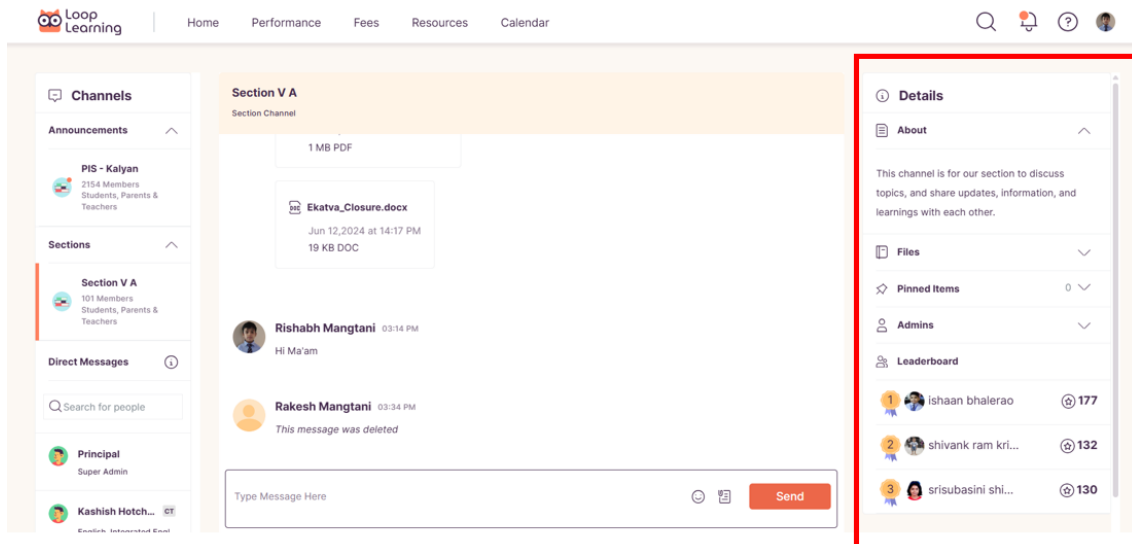 Loop
Learning
Home Performance Fees Resources Calendar
Channels
Announcements
PIS - Kalyan
2154 Members
Students, Parents &
Teachers
Sections
Section V A
101 Members
Students, Parents &
Teachers
Direct Messages
Search for people
Principal
Super Admin
Kashish Hotch... CT
English, Integrated
Section V A
Section Channel
1 MB PDF
DOC Ekatva_Closure.docx
Jun 12,2024 at 14:17 PM
19 KB DOC
Rishabh Mangtani 03:14 PM
Hi Ma'am
Rakesh Mangtani 03:34 PM
This message was deleted
Type Message Here
Send
Details
About
This channel is for our section to discuss
topics, and share updates, information, and
learnings with each other.
Files
Pinned Items 0
Admins
Leaderboard
1 ishaan bhalerao 177
2 shivank ram kri... 132
3 srisubasini shi... 130